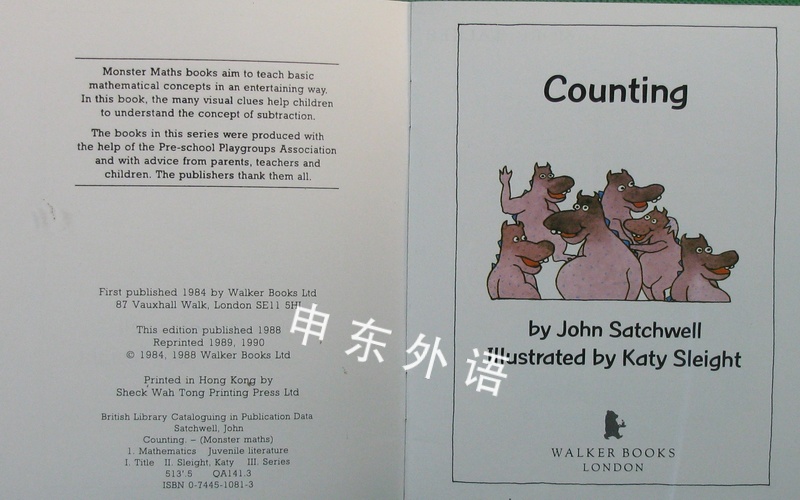 Monster Maths books aim to teach basic
mathematical concepts in an entertaining way.
In this book, the many visual clues help children
to understand the concept of subtraction.
The books in this series were produced with
the help of the Pre-school Playgroups Association
and with advice from parents, teachers and
children. The publishers thank them all.
First published 1984 by Walker Books Ltd
87 Vauxhall Walk, London SE11 5HJ
This edition published 1988
Reprinted 1989, 1990
© 1984, 1988 Walker Books Ltd
Printed in Hong Kong by
Sheck Wah Tong Printing Press Ltd
British Library Cataloguing in Publication Data
Satchwell, John
Counting. – (Monster maths)
1. Mathematics Juvenile literature
I. Title II. Sleight, Katy III. Series
513'.5 QA141.3
ISBN 0-7445-1081-3
Counting
by John Satchwell
Illustrated by Katy Sleight
WALKER BOOKS
LONDON
申东外语